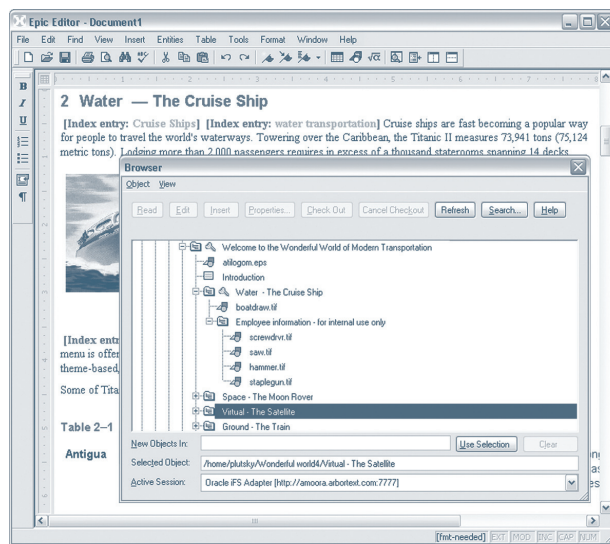 Epic Editor - Document1
File Edit Find View Insert Entities Table Tools Format Window Help
B
I
U
2 Water — The Cruise Ship
[Index entry: Cruise Ships] [Index entry: water transportation] Cruise ships are fast becoming a popular way
for people to travel the world's waterways. Towering over the Caribbean, the Titanic II measures 73,941 tons (75,124
metric tons). Lodging more than 2,000 passengers requires in excess of a thousand staterooms spanning 14 decks.
Browser
Object View
Read Edit Insert Properties... Check Out Cancel Checkout Refresh Search... Help
Welcome to the Wonderful World of Modern Transportation
atilogom.eps
Introduction
Water - The Cruise Ship
boatdraw.tif
Employee information - for internal use only
screwdrvr.tif
saw.tif
hammer.tif
staplegun.tif
Space - The Moon Rover
Virtual - The Satellite
Ground - The Train
[Index entr
menu is offer
theme-based,
Some of Tita
Table 2–1
Antigua
New Objects In: Use Selection Clear
Selected Object: /home/plutsky/Wonderful world4/Virtual - The Satellite
Active Session: Oracle iFS Adapter [http://amoora.arbortext.com:7777]
[fmt-needed] EXT MOD INC CAP NUM